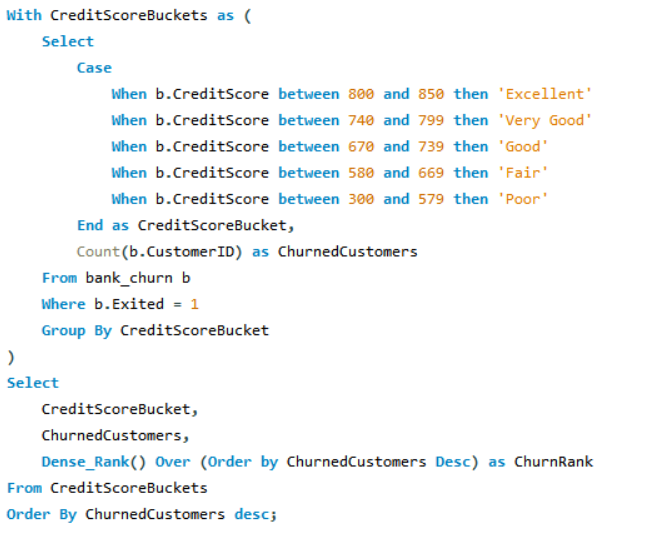 With CreditScoreBuckets as (
    Select
        Case
            When b.CreditScore between 800 and 850 then 'Excellent'
            When b.CreditScore between 740 and 799 then 'Very Good'
            When b.CreditScore between 670 and 739 then 'Good'
            When b.CreditScore between 580 and 669 then 'Fair'
            When b.CreditScore between 300 and 579 then 'Poor'
        End as CreditScoreBucket,
        Count(b.CustomerID) as ChurnedCustomers
    From bank_churn b
    Where b.Exited = 1
    Group By CreditScoreBucket
)
Select
    CreditScoreBucket,
    ChurnedCustomers,
    Dense_Rank() Over (Order by ChurnedCustomers Desc) as ChurnRank
From CreditScoreBuckets
Order By ChurnedCustomers desc;